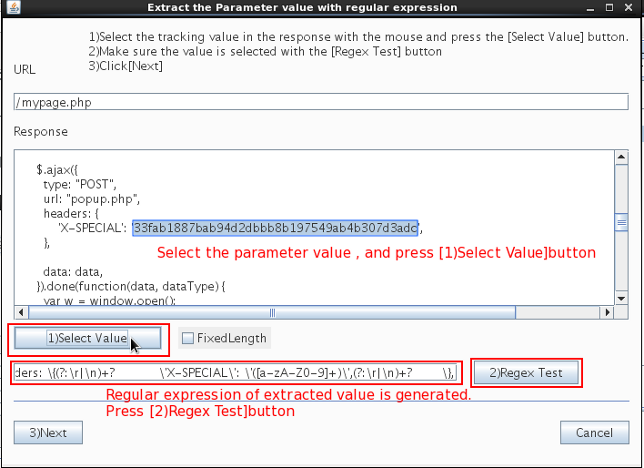 Extract the Parameter value with regular expression
1)Select the tracking value in the response with the mouse and press the [Select Value] button.
2)Make sure the value is selected with the [Regex Test] button
3)Click[Next]
URL
/mypage.php
Response
$.ajax({
type: "POST",
url: "popup.php",
headers: {
'X-SPECIAL': '33fab1887bab94d2dbbb8b197549ab4b307d3adc',
},
Select the parameter value , and press [1)Select Value]button
data: data,
}).done(function(data, dataType) {
var w = window.open();
1)Select Value
FixedLength
ders: \{(?:\r|\n)+? \'X-SPECIAL\': \'([a-zA-Z0-9]+)\',(?:\r|\n)+? \},
2)Regex Test
Regular expression of extracted value is generated.
Press [2)Regex Test]button
3)Next
Cancel